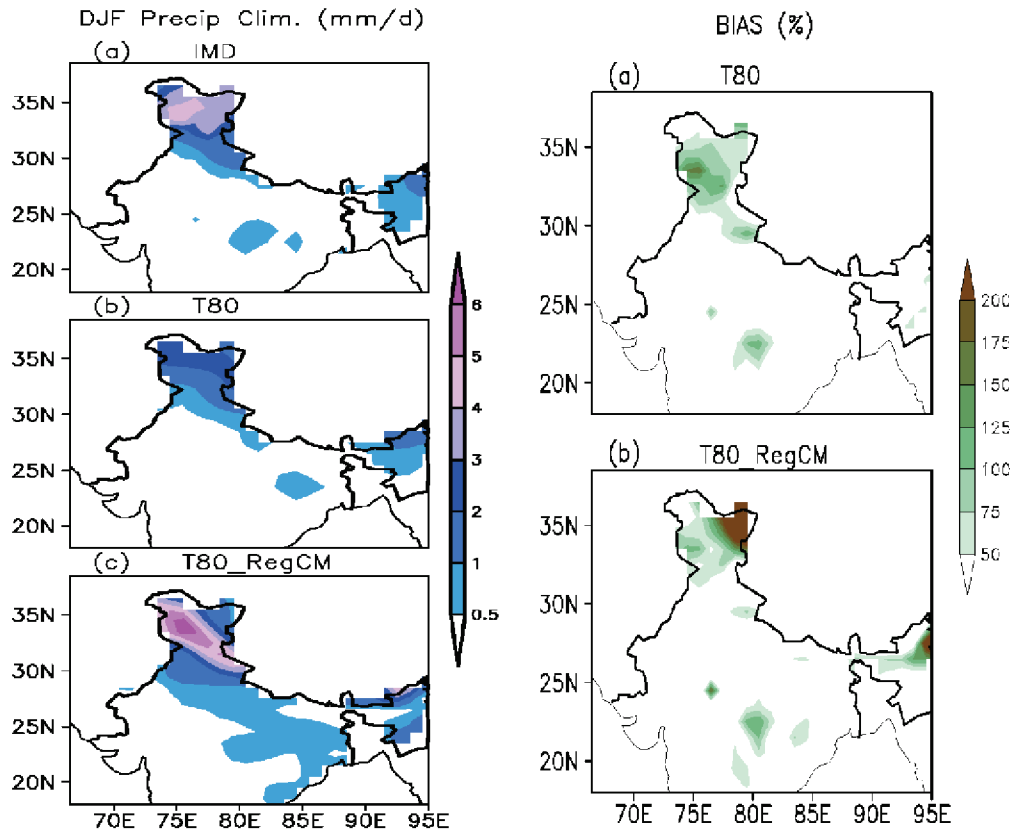 DJF Precip Clim. (mm/d)
(a) IMD
35N
30N
25N
20N
(b) T80
35N
30N
25N
20N
(c) T80_RegCM
35N
30N
25N
20N
70E 75E 80E 85E 90E 95E
6
5
4
3
2
1
0.5
BIAS (%)
(a) T80
35N
30N
25N
20N
(b) T80_RegCM
35N
30N
25N
20N
70E 75E 80E 85E 90E 95E
200
175
150
125
100
75
50